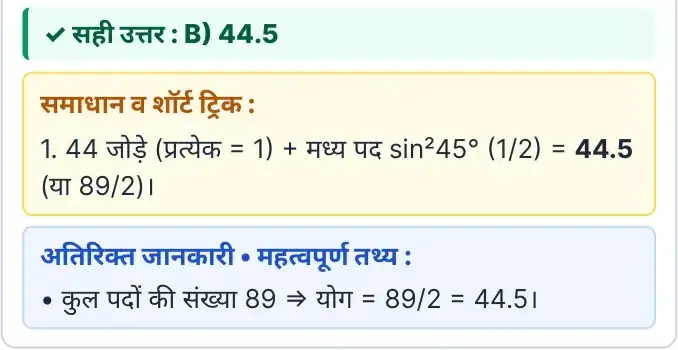 ✓ सही उत्तर : B) 44.5
समाधान व शॉर्ट ट्रिक :
1. 44 जोड़े (प्रत्येक = 1) + मध्य पद sin²45° (1/2) = 44.5
(या 89/2)।
अतिरिक्त जानकारी • महत्वपूर्ण तथ्य :
• कुल पदों की संख्या 89 ⇒ योग = 89/2 = 44.5।